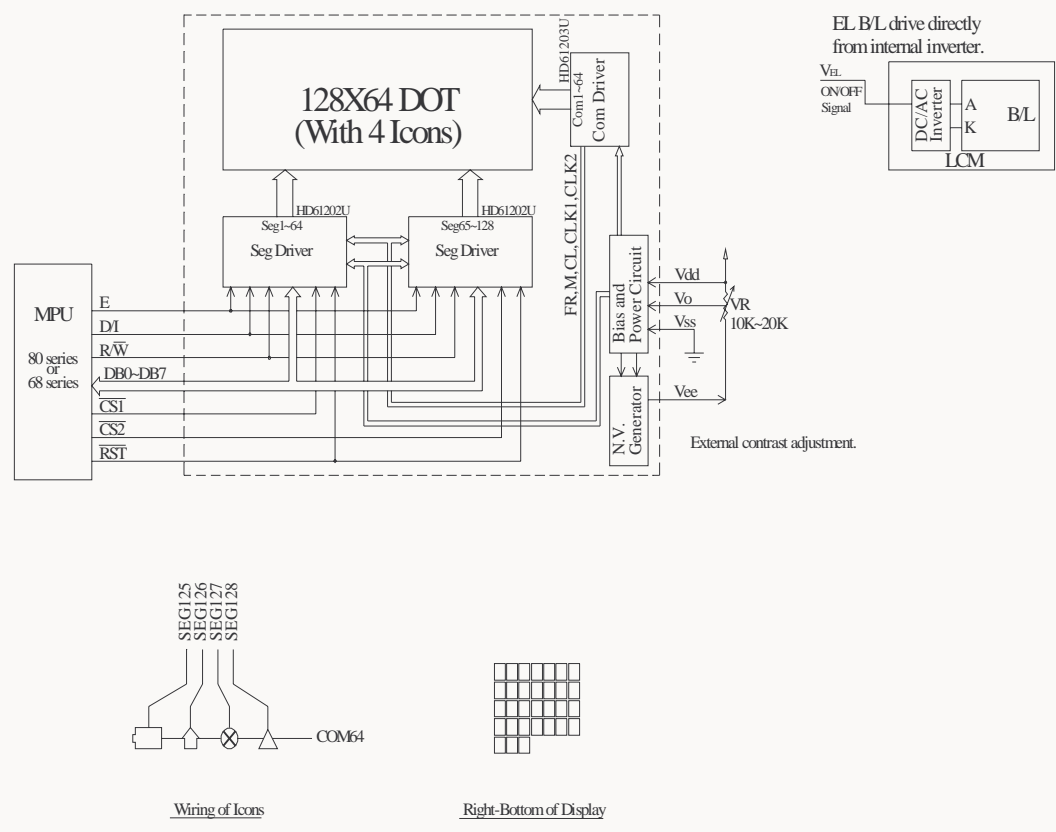 EL B/L drive directly
from internal inverter.
VEL
ON/OFF
Signal
DC/AC
Inverter
A
K
B/L
LCM
128X64 DOT
(With 4 Icons)
HD61203U
Com1~64
Com Driver
HD61202U
Seg1~64
Seg Driver
HD61202U
Seg65~128
Seg Driver
FR,M,CL,CLK1,CLK2
Bias and
Power Circuit
Vdd
Vo
Vss
VR
10K~20K
N.V.
Generator
Vee
External contrast adjustment.
MPU
80 series
or
68 series
E
D/I
R/W̅
DB0~DB7
C̅S̅1̅
C̅S̅2̅
R̅S̅T̅
SEG125
SEG126
SEG127
SEG128
COM64
Wiring of Icons
Right-Bottom of Display